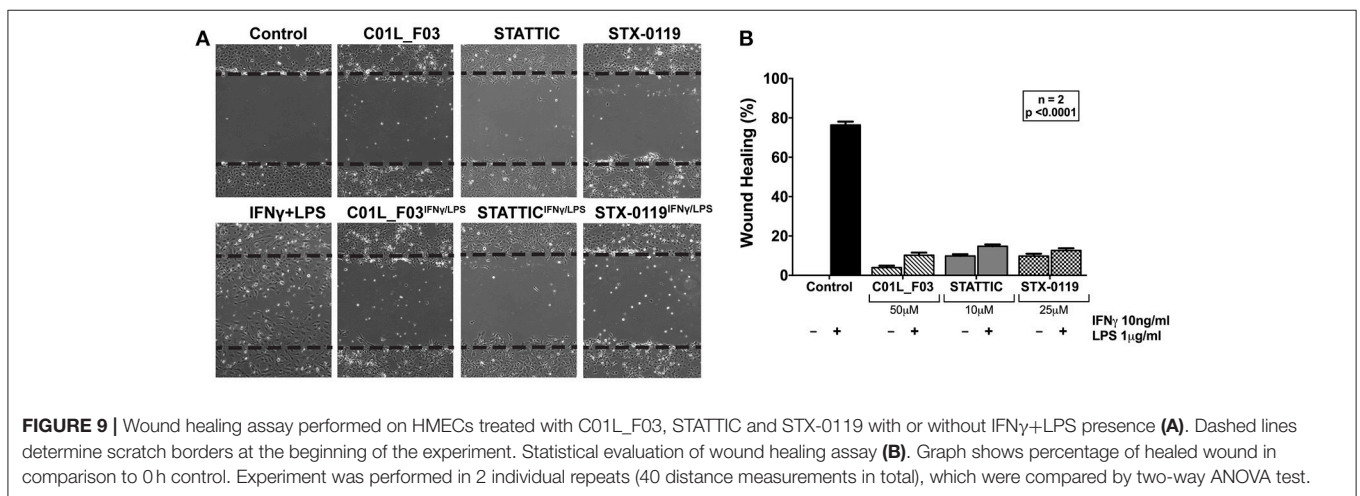 A
Control C01L_F03 STATTIC STX-0119
IFNγ+LPS C01L_F03IFNγ/LPS STATTICIFNγ/LPS STX-0119IFNγ/LPS
B
Wound Healing (%)
100
80
60
40
20
0
n = 2
p <0.0001
Control C01L_F03 STATTIC STX-0119
50μM 10μM 25μM
– + – + – + – +
IFNγ 10ng/ml
LPS 1μg/ml
FIGURE 9 | Wound healing assay performed on HMECs treated with C01L_F03, STATTIC and STX-0119 with or without IFNγ+LPS presence (A). Dashed lines
determine scratch borders at the beginning of the experiment. Statistical evaluation of wound healing assay (B). Graph shows percentage of healed wound in
comparison to 0 h control. Experiment was performed in 2 individual repeats (40 distance measurements in total), which were compared by two-way ANOVA test.